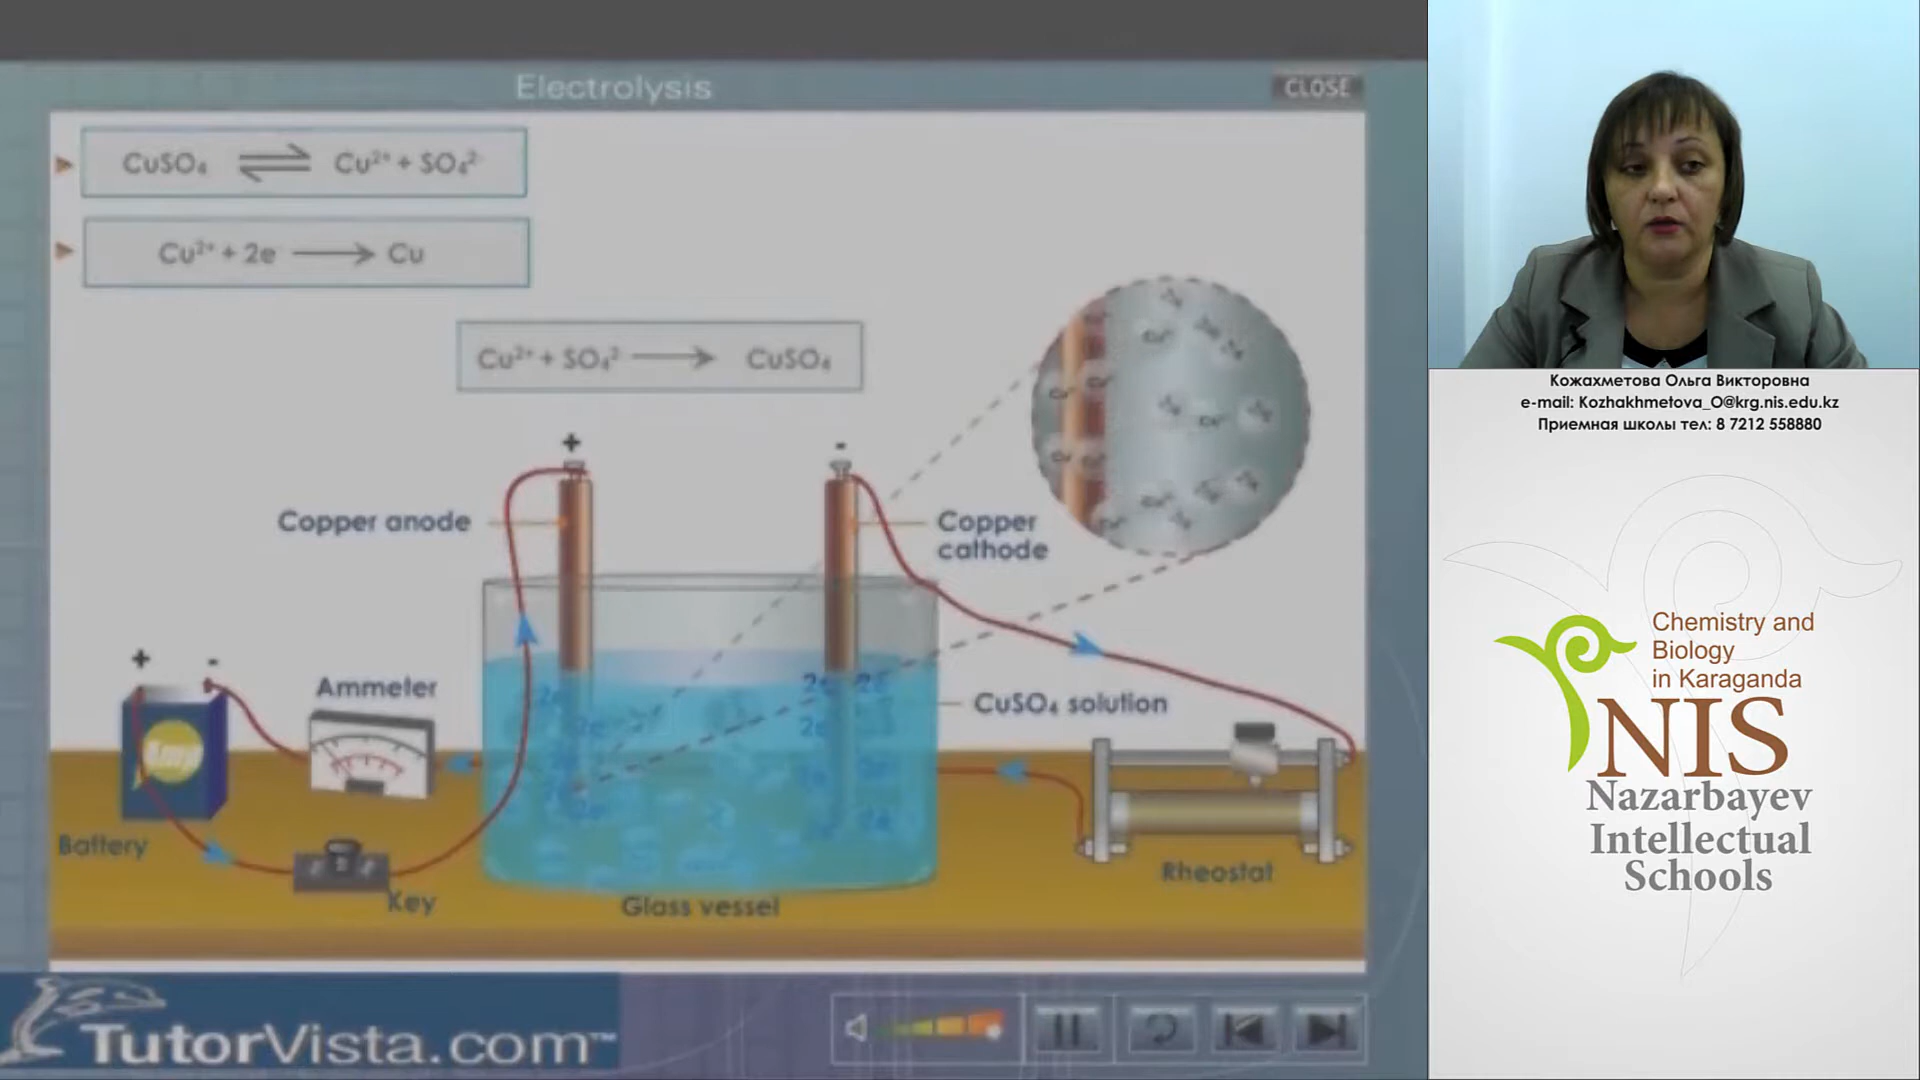 Electrolysis
CLOSE
CuSO₄ ⇌ Cu²⁺ + SO₄²⁻
Cu²⁺ + 2e⁻ → Cu
Cu²⁺ + SO₄²⁻ → CuSO₄
+
-
Copper anode
Copper
cathode
+
-
Ammeter
CuSO₄ solution
Battery
Key
Glass vessel
Rheostat
TutorVista.com™
Кожахметова Ольга Викторовна
e-mail: Kozhakhmetova_O@krg.nis.edu.kz
Приемная школы тел: 8 7212 558880
Chemistry and
Biology
in Karaganda
NIS
Nazarbayev
Intellectual
Schools